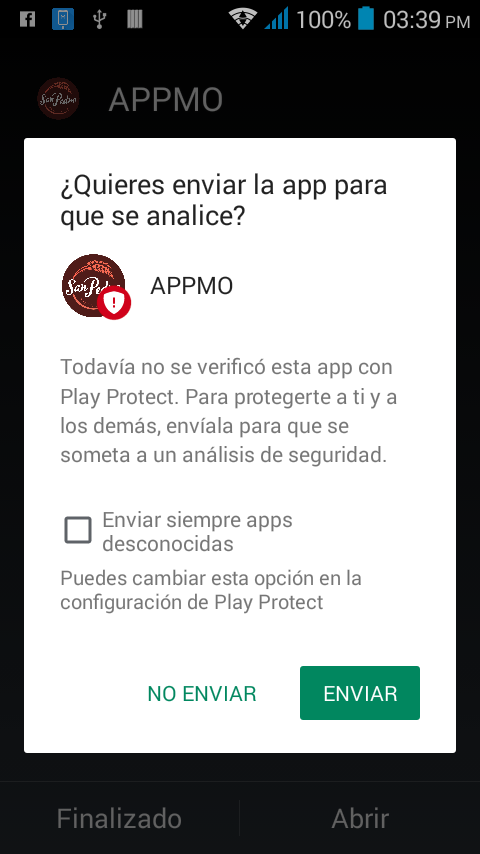 100% 03:39 PM
San Pedro APPMO
¿Quieres enviar la app para
que se analice?
San Pedro APPMO
Todavía no se verificó esta app con
Play Protect. Para protegerte a ti y a
los demás, envíala para que se
someta a un análisis de seguridad.
Enviar siempre apps
desconocidas
Puedes cambiar esta opción en la
configuración de Play Protect
NO ENVIAR ENVIAR
Finalizado Abrir